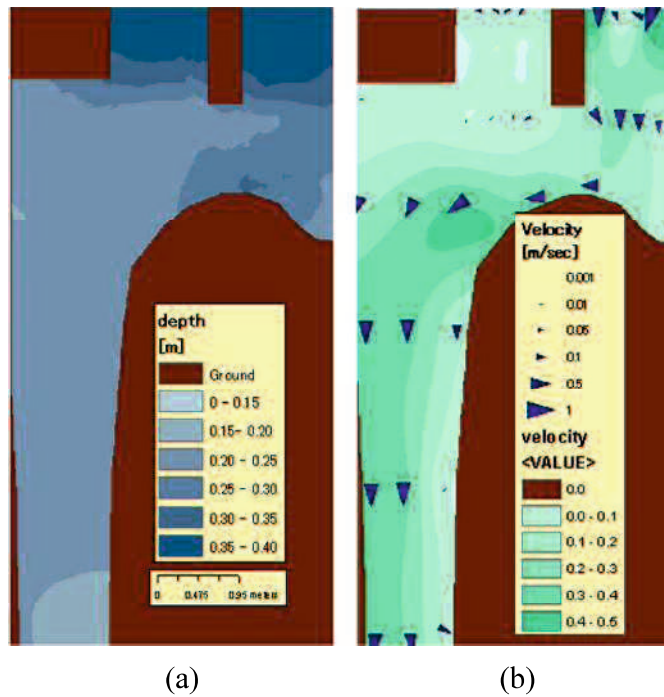 depth
[m]
Ground
0 - 0.15
0.15- 0.20
0.20 - 0.25
0.25 - 0.30
0.30 - 0.35
0.35 - 0.40
0 0.475 0.95 meters
Velocity
[m/sec]
0.001
0.01
0.05
0.1
0.5
1
velocity
<VALUE>
0.0
0.0 - 0.1
0.1 - 0.2
0.2 - 0.3
0.3 - 0.4
0.4 - 0.5
(a)
(b)